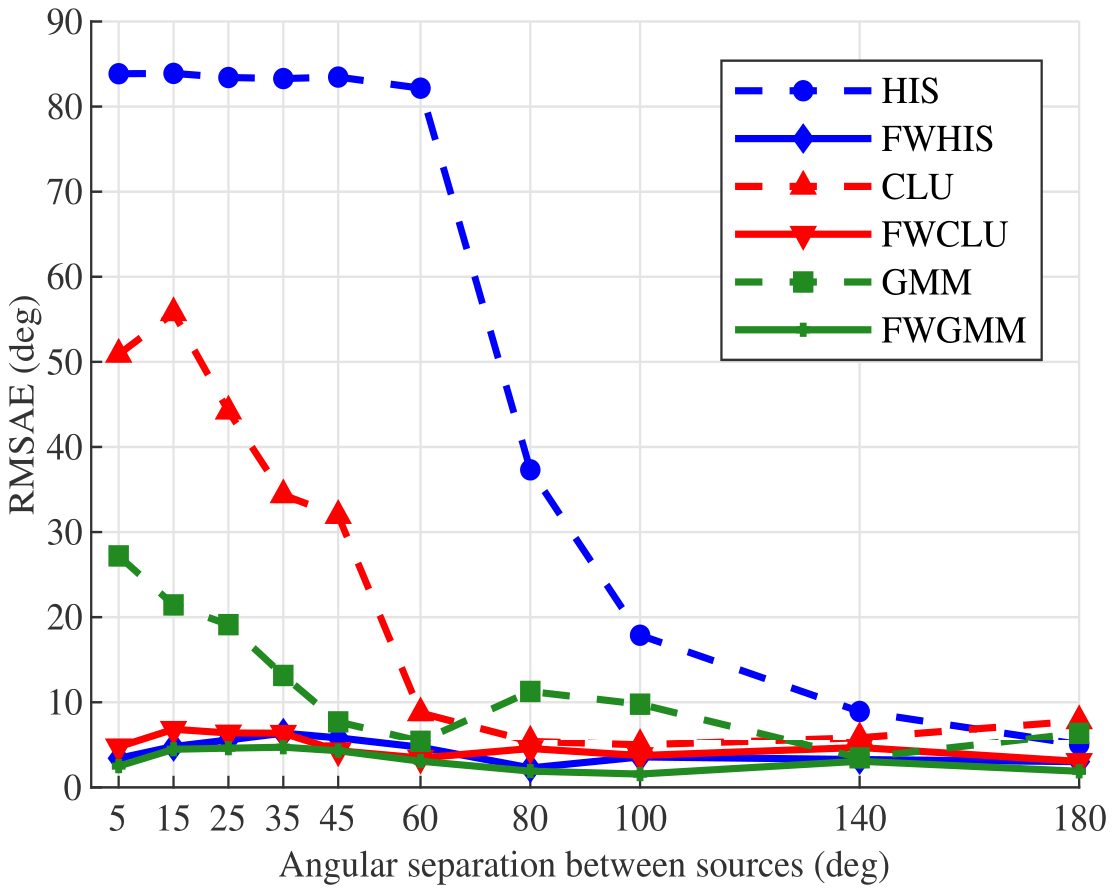 90
80
70
60
50
40
30
20
10
0
RMSAE (deg)
HIS
FWHIS
CLU
FWCLU
GMM
FWGMM
5 15 25 35 45 60 80 100 140 180
Angular separation between sources (deg)